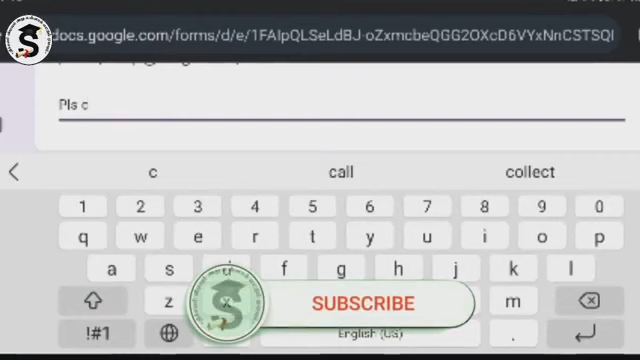 docs.google.com/forms/d/e/1FAIpQLSeLdBJ-oZxmcbeQGG2OXcD6VYxNnCSTSQI
Pls c
c call collect
1 2 3 4 5 6 7 8 9 0
q w e r t y u i o p
a s f g h j k l
z x m
SUBSCRIBE
!#1 English (US) .